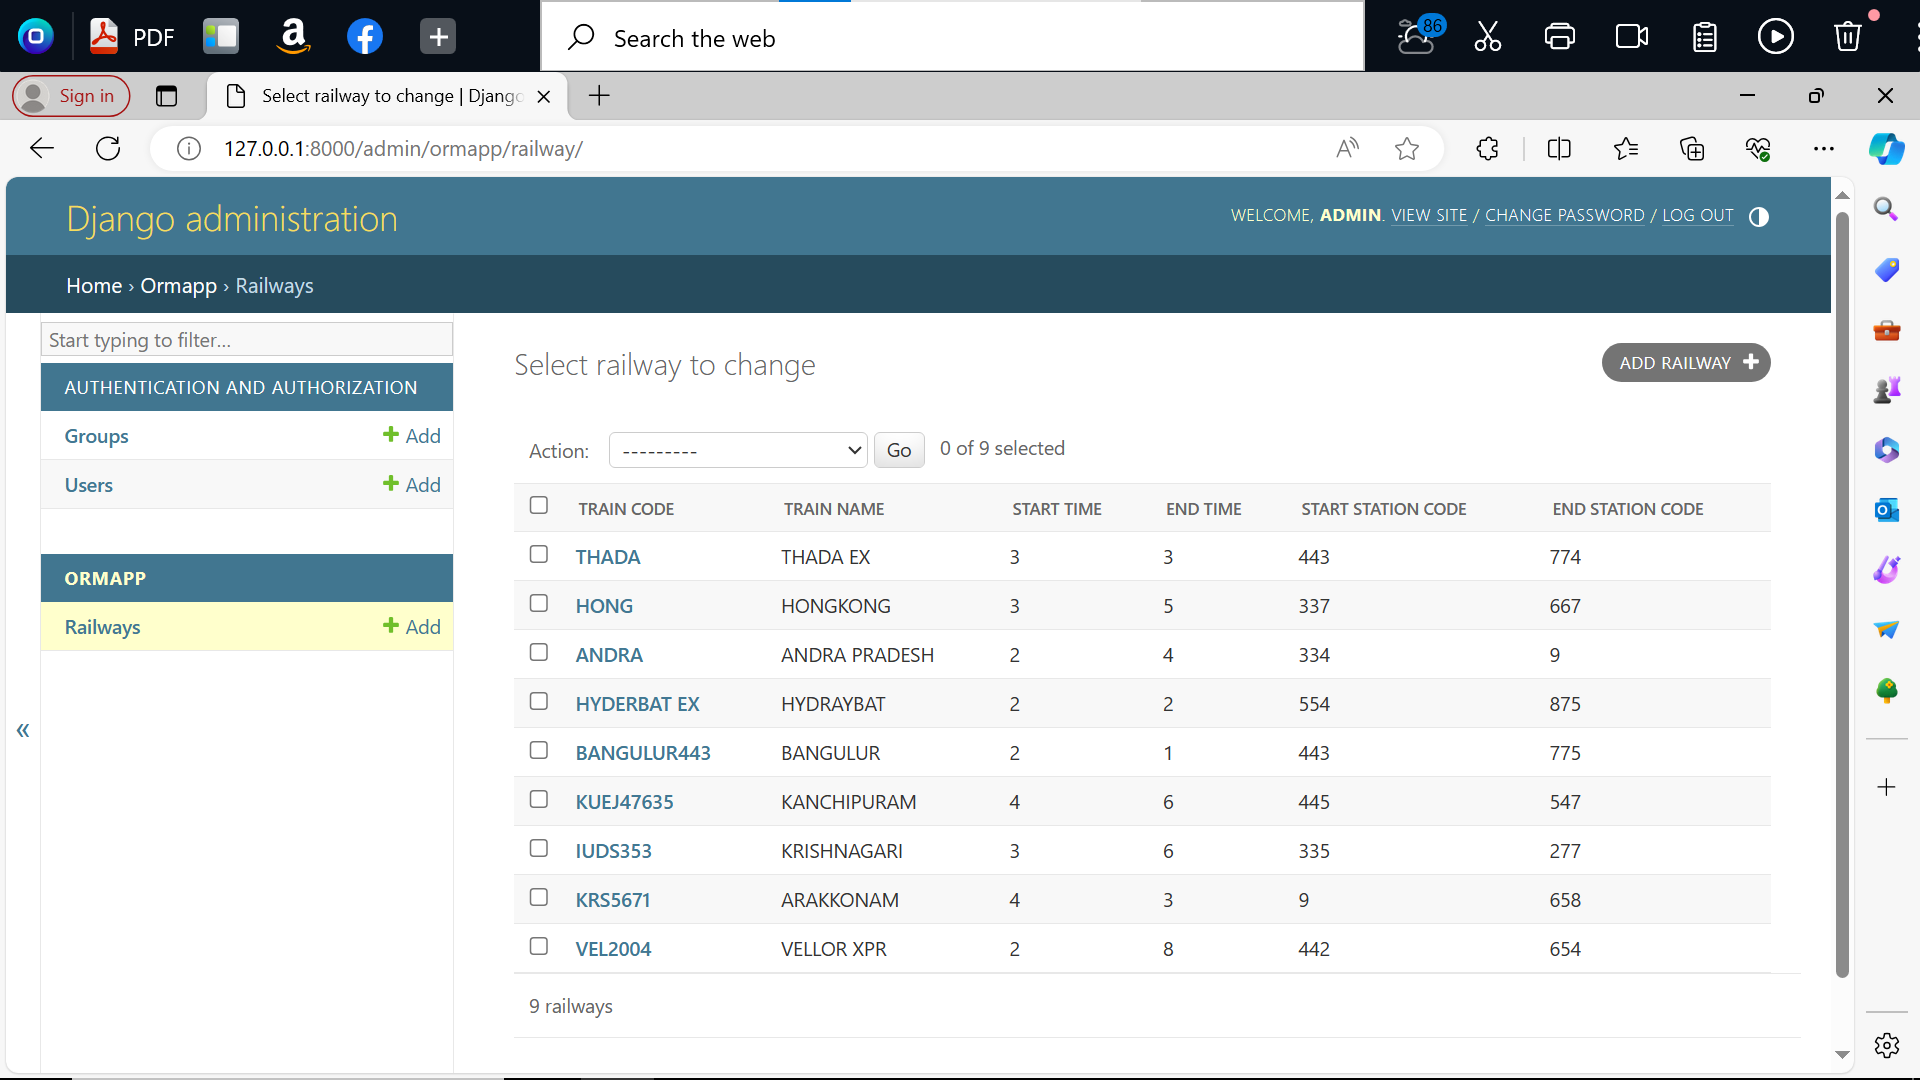 PDF
Search the web
86
Sign in
Select railway to change | Django
127.0.0.1:8000/admin/ormapp/railway/
Django administration
WELCOME, ADMIN. VIEW SITE / CHANGE PASSWORD / LOG OUT
Home › Ormapp › Railways
Start typing to filter...
AUTHENTICATION AND AUTHORIZATION
Groups + Add
Users + Add
ORMAPP
Railways + Add
«
Select railway to change
ADD RAILWAY +
Action: --------- Go 0 of 9 selected
TRAIN CODE TRAIN NAME START TIME END TIME START STATION CODE END STATION CODE
THADA THADA EX 3 3 443 774
HONG HONGKONG 3 5 337 667
ANDRA ANDRA PRADESH 2 4 334 9
HYDERBAT EX HYDRAYBAT 2 2 554 875
BANGULUR443 BANGULUR 2 1 443 775
KUEJ47635 KANCHIPURAM 4 6 445 547
IUDS353 KRISHNAGARI 3 6 335 277
KRS5671 ARAKKONAM 4 3 9 658
VEL2004 VELLOR XPR 2 8 442 654
9 railways